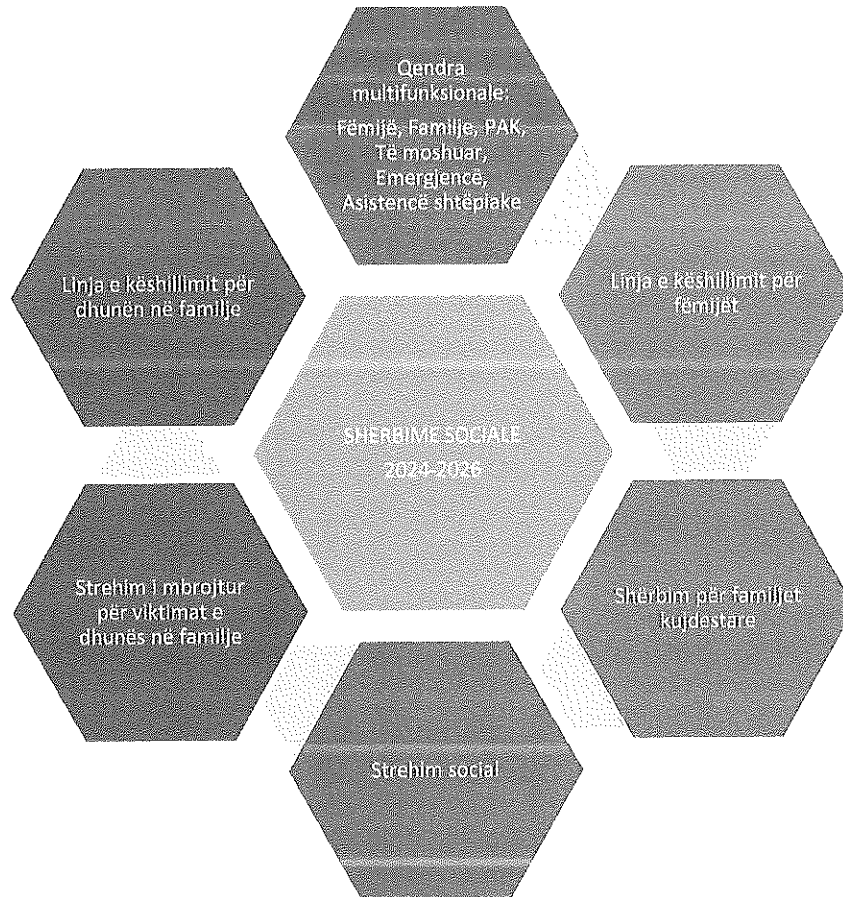 Qendra
multifunksionale:
Fëmijë, Familje, PAK,
Të moshuar,
Emergjencë,
Asistencë shtëpiake
Linja e këshillimit për
dhunën në familje
Linja e këshillimit për
fëmijët
SHERBIME SOCIALE
2024-2026
Strehim i mbrojtur
për viktimat e
dhunës në familje
Sherbim për familjet
kujdestare
Strehim social